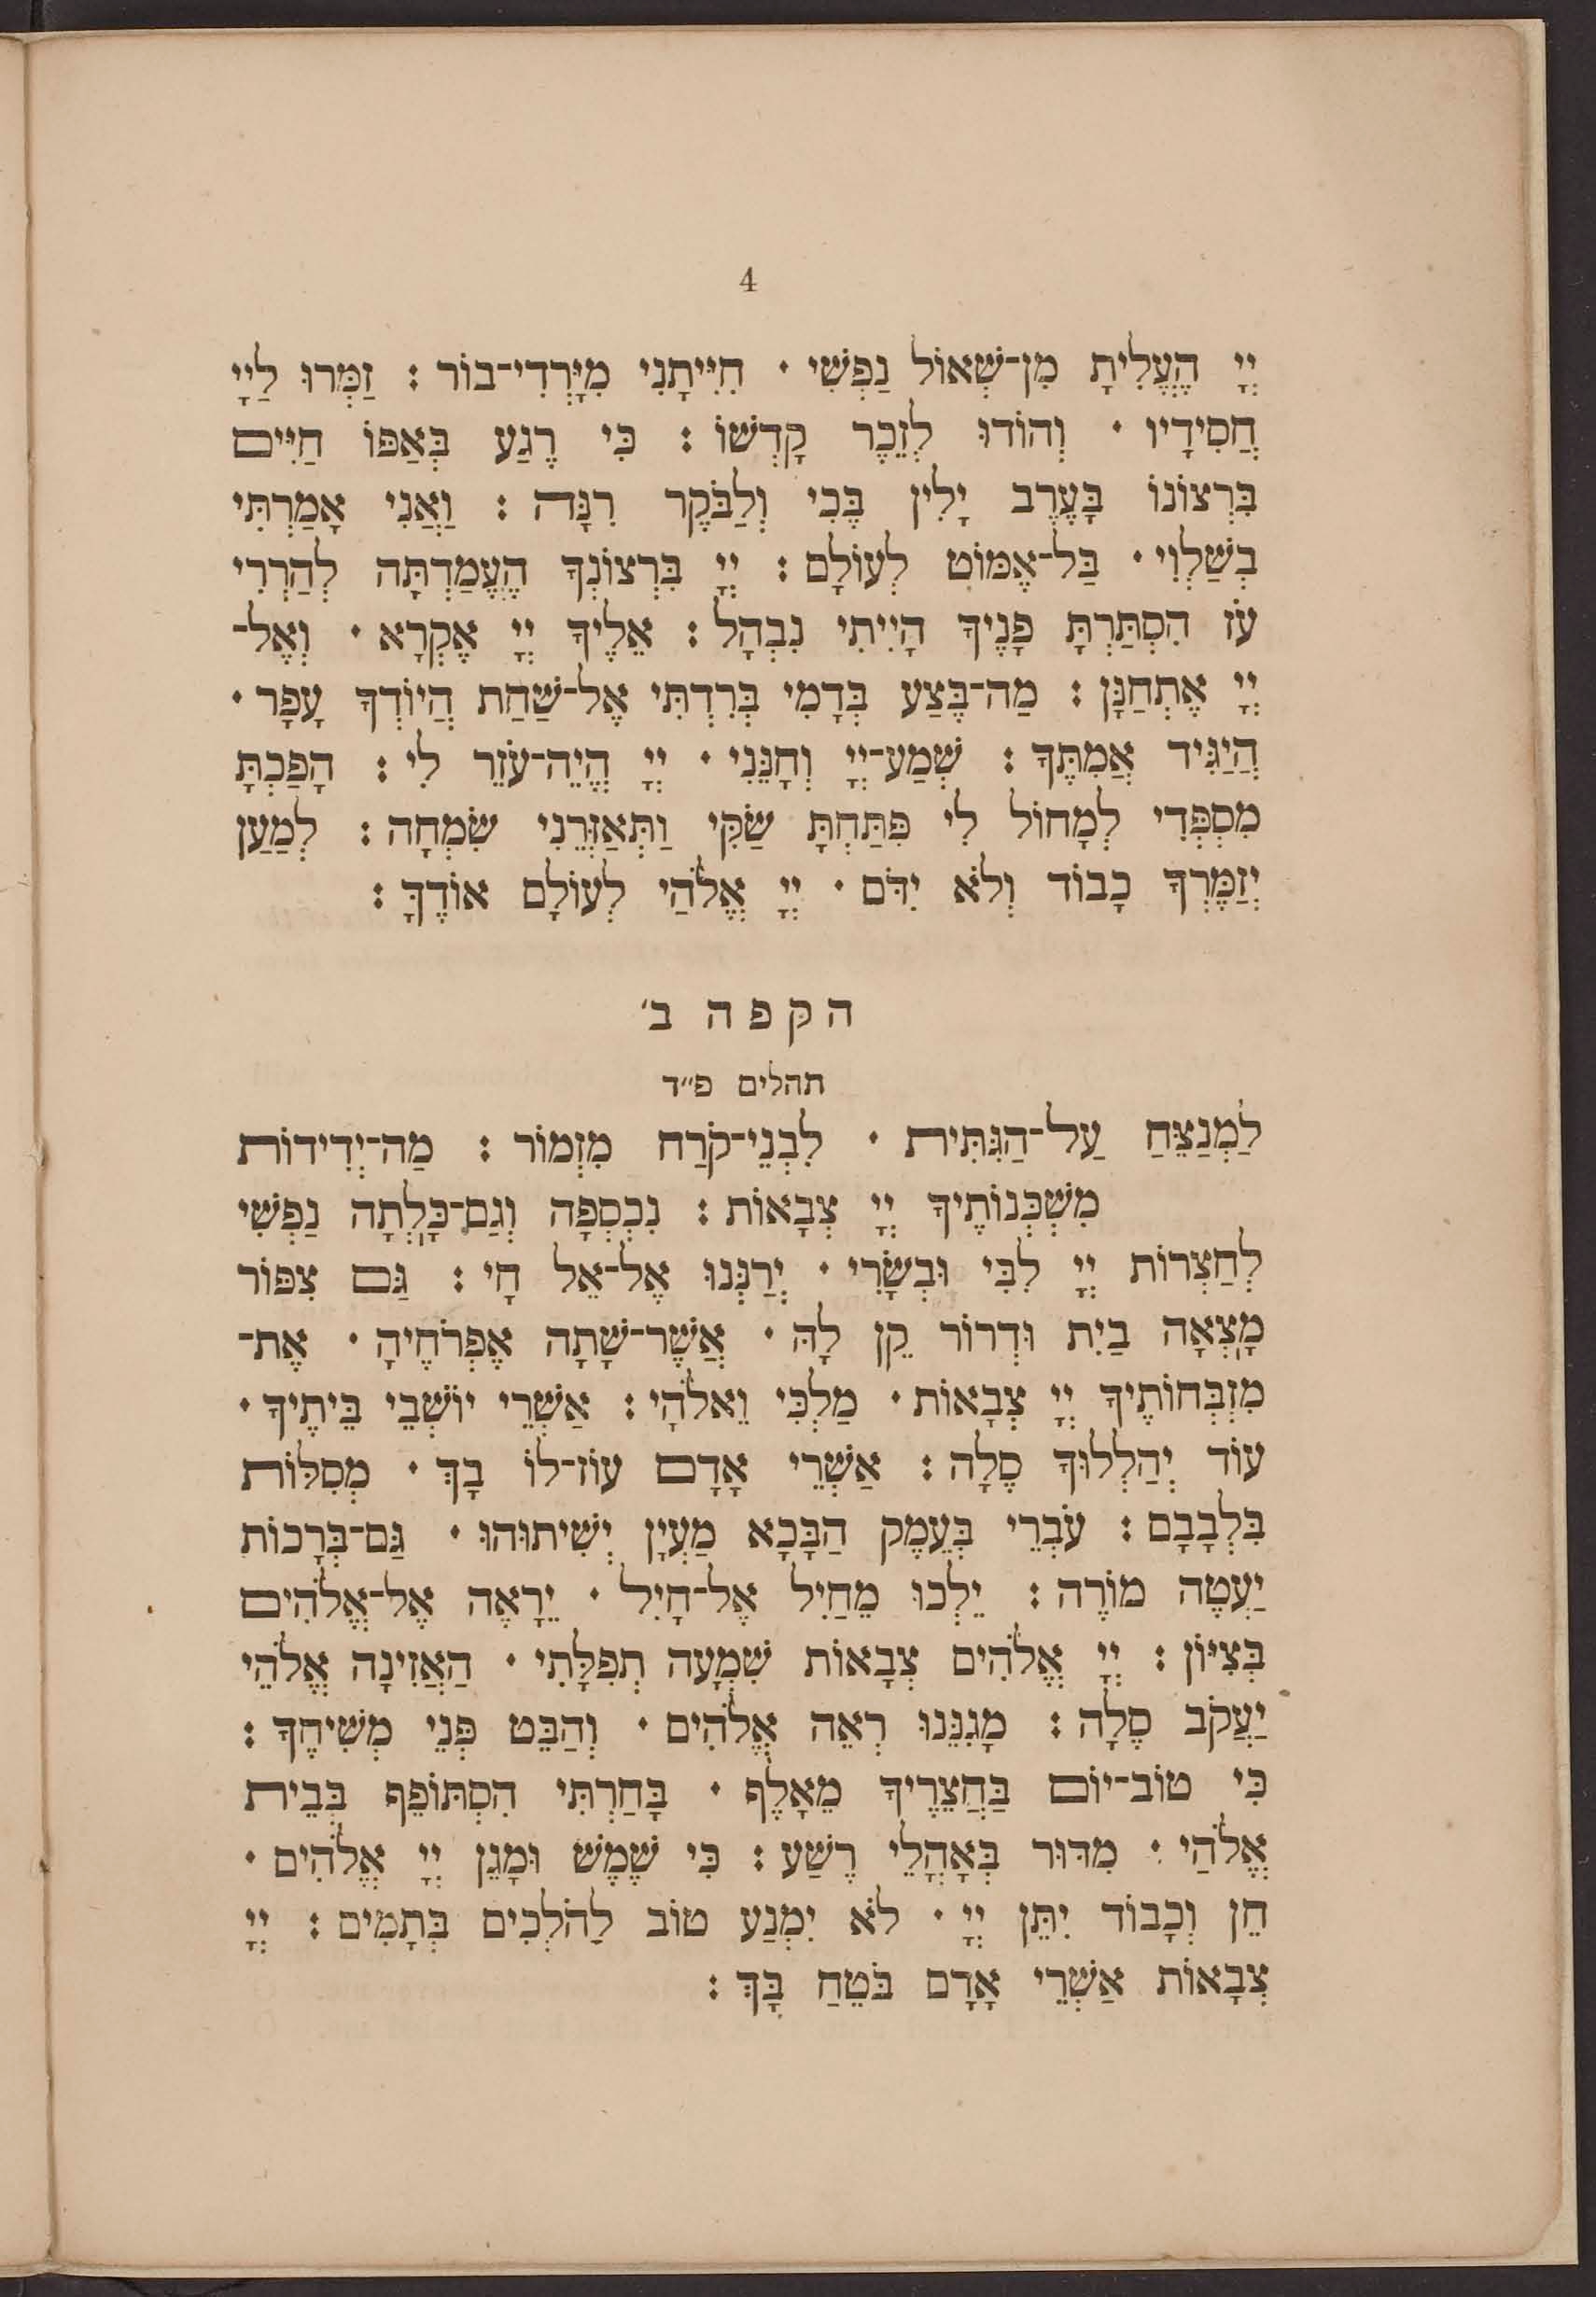 4
יְיָ הֶעֱלִיתָ מִן־שְׁאוֹל נַפְשִׁי · חִיִּיתָנִי מִיָּרְדִי־בוֹר : זַמְּרוּ לַיְיָ
חֲסִידָיו · וְהוֹדוּ לְזֵכֶר קָדְשׁוֹ : כִּי רֶגַע בְּאַפּוֹ חַיִּים
בִּרְצוֹנוֹ בָּעֶרֶב יָלִין בֶּכִי וְלַבֹּקֶר רִנָּה : וַאֲנִי אָמַרְתִּי
בְשַׁלְוִי · בַּל־אֶמּוֹט לְעוֹלָם : יְיָ בִּרְצוֹנְךָ הֶעֱמַדְתָּה לְהַרְרִי
עֹז הִסְתַּרְתָּ פָנֶיךָ הָיִיתִי נִבְהָל : אֵלֶיךָ יְיָ אֶקְרָא · וְאֶל־
יְיָ אֶתְחַנָּן : מַה־בֶּצַע בְּדָמִי בְּרִדְתִּי אֶל־שַׁחַת הֲיוֹדְךָ עָפָר ·
הֲיַגִּיד אֲמִתֶּךָ : שְׁמַע־יְיָ וְחָנֵּנִי · יְיָ הֱיֵה־עֹזֵר לִי : הָפַכְתָּ
מִסְפְּדִי לְמָחוֹל לִי פִּתַּחְתָּ שַׂקִּי וַתְּאַזְּרֵנִי שִׂמְחָה : לְמַעַן
יְזַמֶּרְךָ כָבוֹד וְלֹא יִדֹּם · יְיָ אֱלֹהַי לְעוֹלָם אוֹדֶךָּ :
הקפה ב׳
תהלים פ״ד
לַמְנַצֵּחַ עַל־הַגִּתִּית · לִבְנֵי־קֹרַח מִזְמוֹר : מַה־יְדִידוֹת
מִשְׁכְּנוֹתֶיךָ יְיָ צְבָאוֹת : נִכְסְפָה וְגַם־כָּלְתָה נַפְשִׁי
לְחַצְרוֹת יְיָ לִבִּי וּבְשָׂרִי · יְרַנְּנוּ אֶל־אֵל חָי : גַּם צִפּוֹר
מָצְאָה בַיִת וּדְרוֹר קֵן לָהּ · אֲשֶׁר־שָׁתָה אֶפְרֹחֶיהָ · אֶת־
מִזְבְּחוֹתֶיךָ יְיָ צְבָאוֹת · מַלְכִּי וֵאלֹהָי : אַשְׁרֵי יוֹשְׁבֵי בֵיתֶיךָ ·
עוֹד יְהַלְלוּךָ סֶלָה : אַשְׁרֵי אָדָם עוֹז־לוֹ בָךְ · מְסִלּוֹת
בִּלְבָבָם : עֹבְרֵי בְּעֵמֶק הַבָּכָא מַעְיָן יְשִׁיתוּהוּ · גַּם־בְּרָכוֹת
יַעְטֶה מוֹרֶה : יֵלְכוּ מֵחַיִל אֶל־חָיִל · יֵרָאֶה אֶל־אֱלֹהִים
בְּצִיּוֹן : יְיָ אֱלֹהִים צְבָאוֹת שִׁמְעָה תְפִלָּתִי · הַאֲזִינָה אֱלֹהֵי
יַעֲקֹב סֶלָה : מָגִנֵּנוּ רְאֵה אֱלֹהִים · וְהַבֵּט פְּנֵי מְשִׁיחֶךָ :
כִּי טוֹב־יוֹם בַּחֲצֵרֶיךָ מֵאָלֶף · בָּחַרְתִּי הִסְתּוֹפֵף בְּבֵית
אֱלֹהַי · מִדּוּר בְּאָהֳלֵי רֶשַׁע : כִּי שֶׁמֶשׁ וּמָגֵן יְיָ אֱלֹהִים ·
חֵן וְכָבוֹד יִתֵּן יְיָ · לֹא יִמְנַע טוֹב לַהֹלְכִים בְּתָמִים : יְיָ
צְבָאוֹת אַשְׁרֵי אָדָם בֹּטֵחַ בָּךְ :